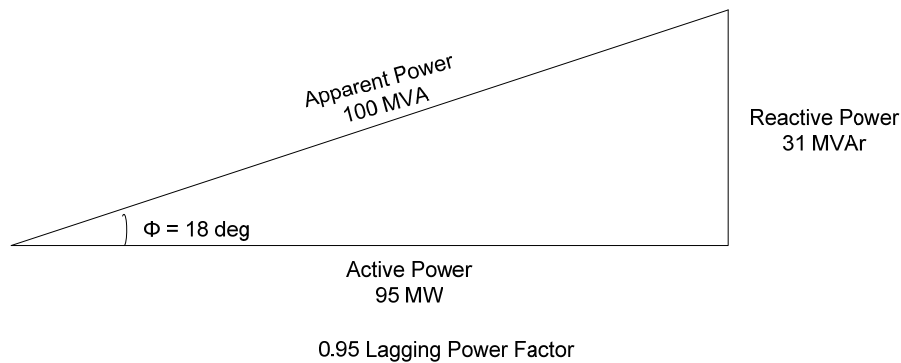 Apparent Power
100 MVA
Reactive Power
31 MVAr
Φ = 18 deg
Active Power
95 MW
0.95 Lagging Power Factor